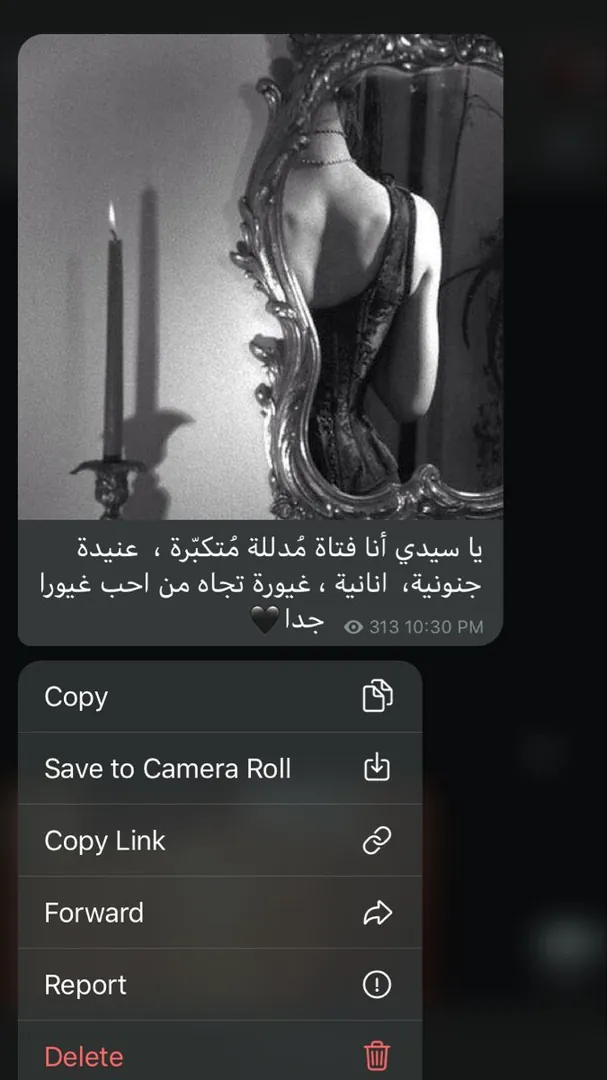 يا سيدي أنا فتاة مُدللة مُتكبّرة ، عنيدة
جنونية، انانية ، غيورة تجاه من احب غيورا
جدا🖤
313 10:30 PM
Copy
Save to Camera Roll
Copy Link
Forward
Report
Delete